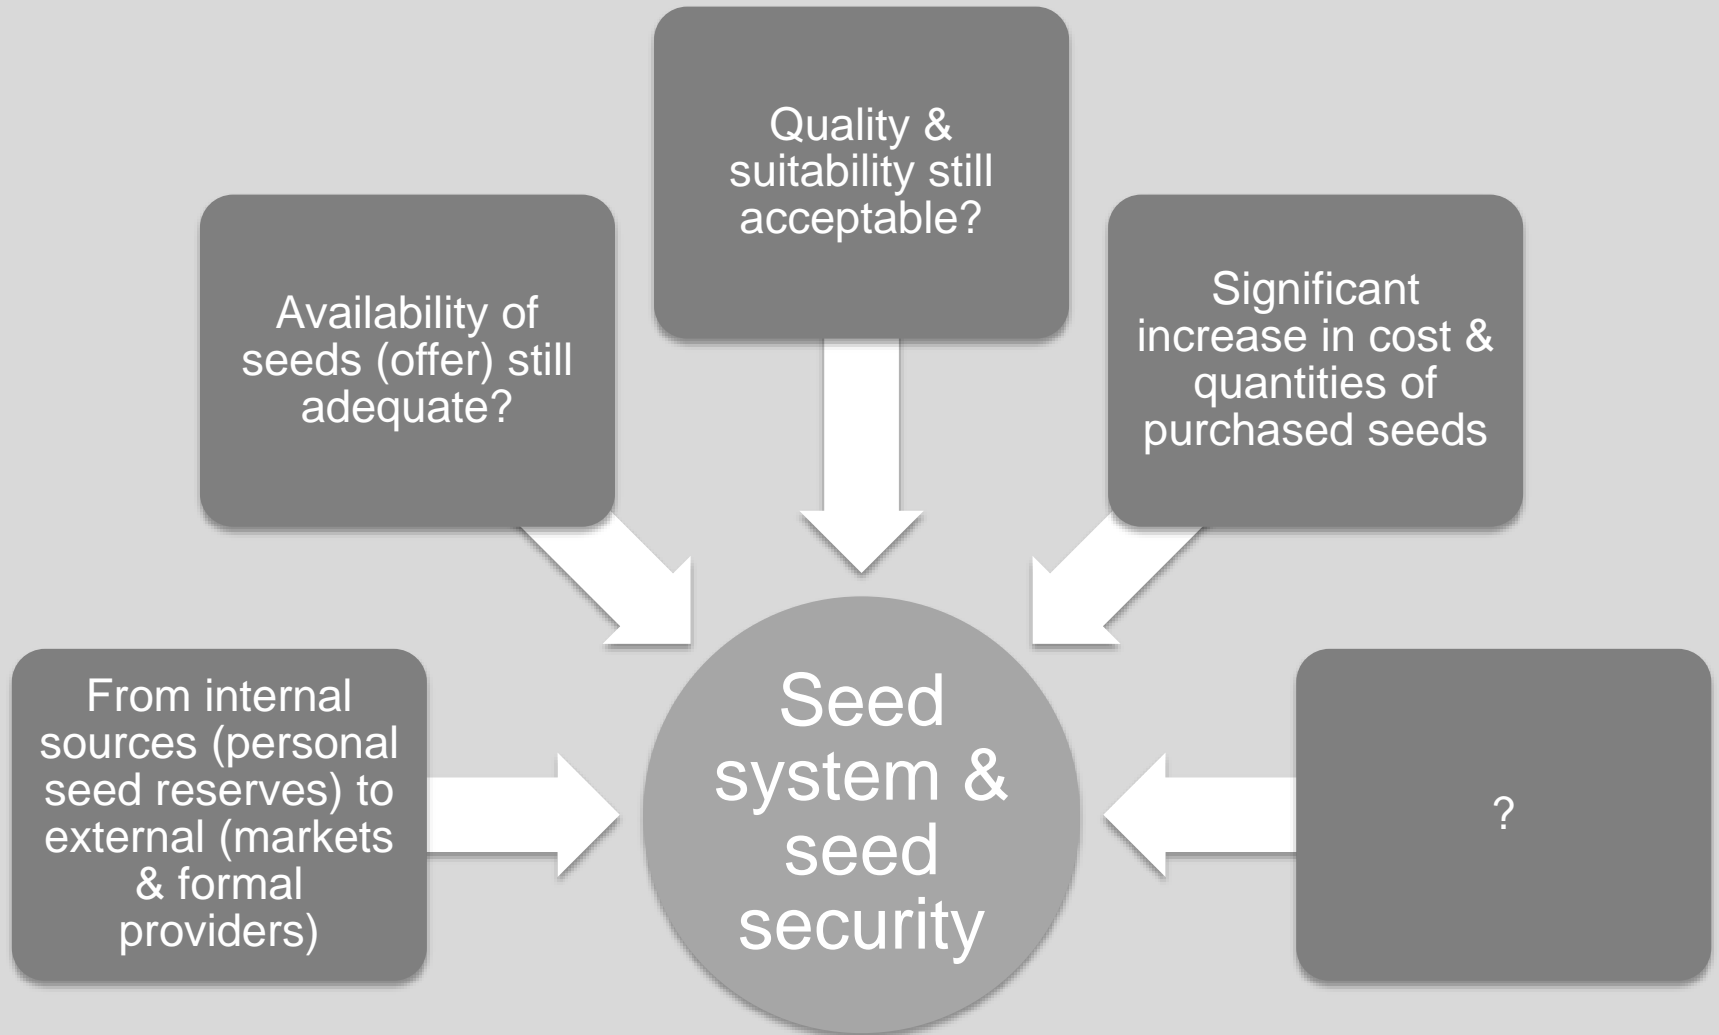 Quality &
suitability still
acceptable?
Availability of
seeds (offer) still
adequate?
Significant
increase in cost &
quantities of
purchased seeds
From internal
sources (personal
seed reserves) to
external (markets
& formal
providers)
Seed
system &
seed
security
?